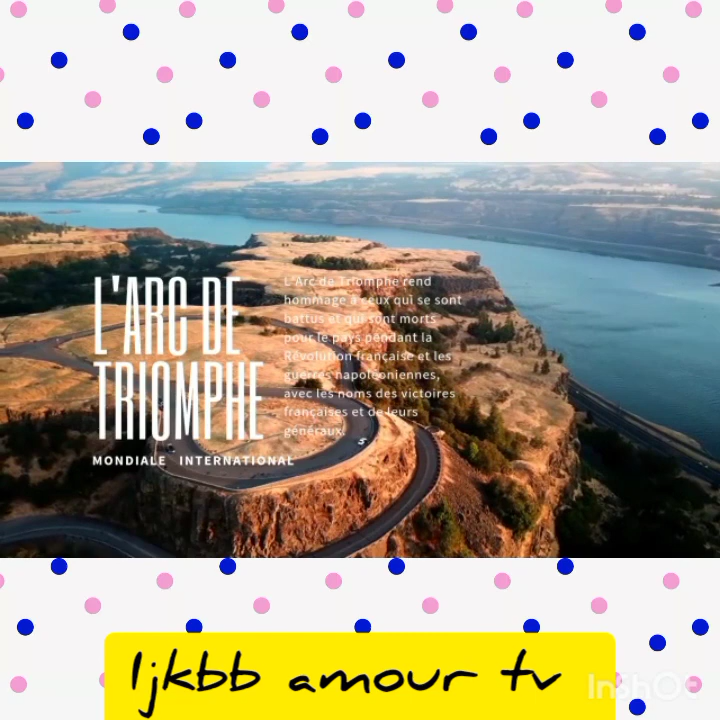 L'ARC DE
TRIOMPHE
MONDIALE INTERNATIONAL
L'Arc de Triomphe rend
hommage à ceux qui se sont
battus et qui sont morts
pour le pays pendant la
Révolution française et les
guerres napoléoniennes,
avec les noms des victoires
françaises et de leurs
généraux.
ljkbb amour tv
InShOt